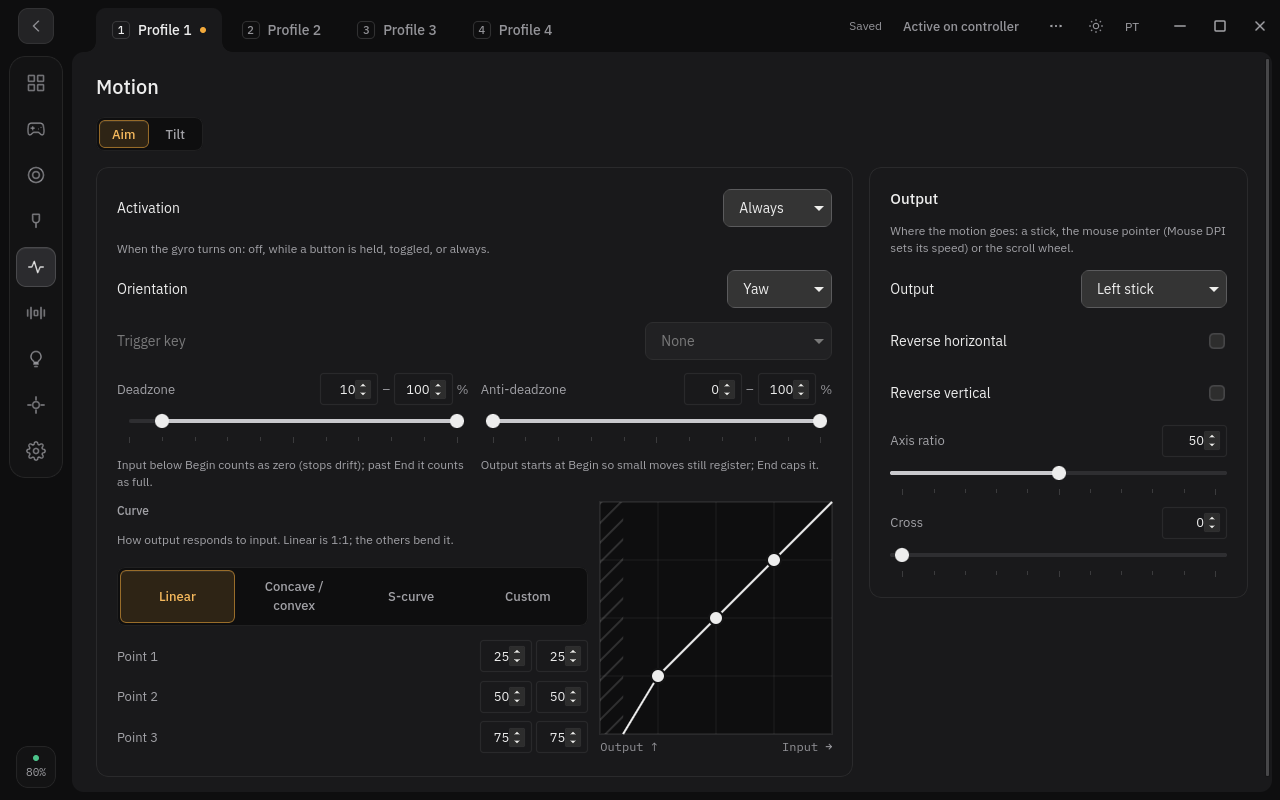 1 Profile 1
2 Profile 2
3 Profile 3
4 Profile 4
Saved
Active on controller
PT
Motion
Aim
Tilt
Activation
Always
When the gyro turns on: off, while a button is held, toggled, or always.
Orientation
Yaw
Trigger key
None
Deadzone
10 – 100 %
Anti-deadzone
0 – 100 %
Input below Begin counts as zero (stops drift); past End it counts
as full.
Output starts at Begin so small moves still register; End caps it.
Curve
How output responds to input. Linear is 1:1; the others bend it.
Linear
Concave /
convex
S-curve
Custom
Point 1
25 25
Point 2
50 50
Point 3
75 75
Output ↑
Input →
Output
Where the motion goes: a stick, the mouse pointer (Mouse DPI
sets its speed) or the scroll wheel.
Output
Left stick
Reverse horizontal
Reverse vertical
Axis ratio
50
Cross
0
80%